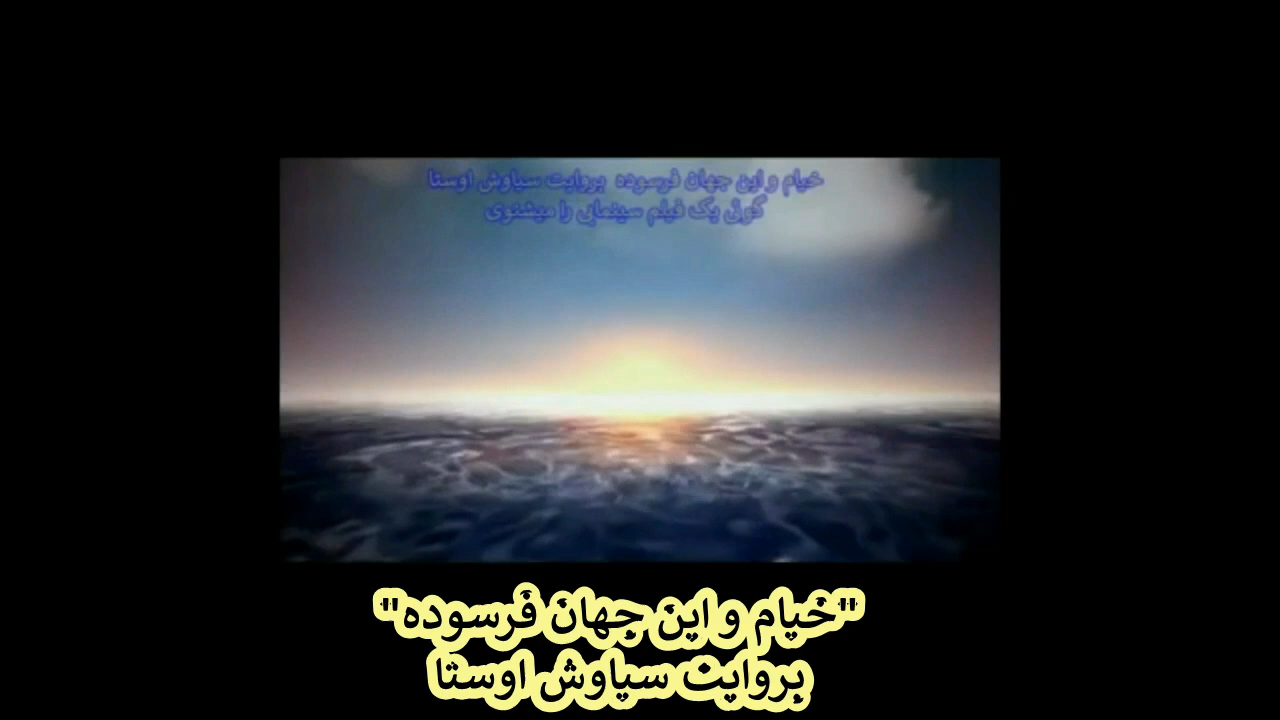 خیام و این جهان فرسوده بروایت سیاوش اوستا
گوئی یک فیلم سینمایی را میشنوی
"خیام و این جهان فرسوده"
بروایت سیاوش اوستا